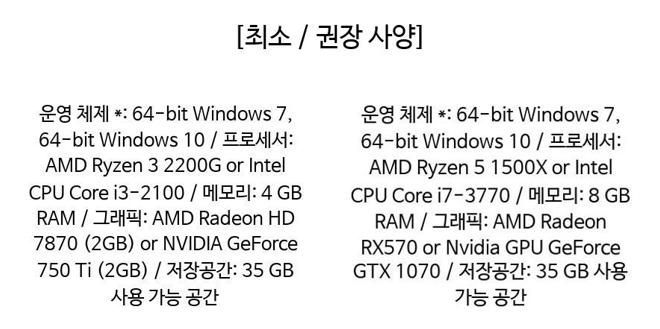 [최소 / 권장 사양]
운영 체제 *: 64-bit Windows 7,
64-bit Windows 10 / 프로세서:
AMD Ryzen 3 2200G or Intel
CPU Core i3-2100 / 메모리: 4 GB
RAM / 그래픽: AMD Radeon HD
7870 (2GB) or NVIDIA GeForce
750 Ti (2GB) / 저장공간: 35 GB
사용 가능 공간
운영 체제 *: 64-bit Windows 7,
64-bit Windows 10 / 프로세서:
AMD Ryzen 5 1500X or Intel
CPU Core i7-3770 / 메모리: 8 GB
RAM / 그래픽: AMD Radeon
RX570 or Nvidia GPU GeForce
GTX 1070 / 저장공간: 35 GB 사용
가능 공간